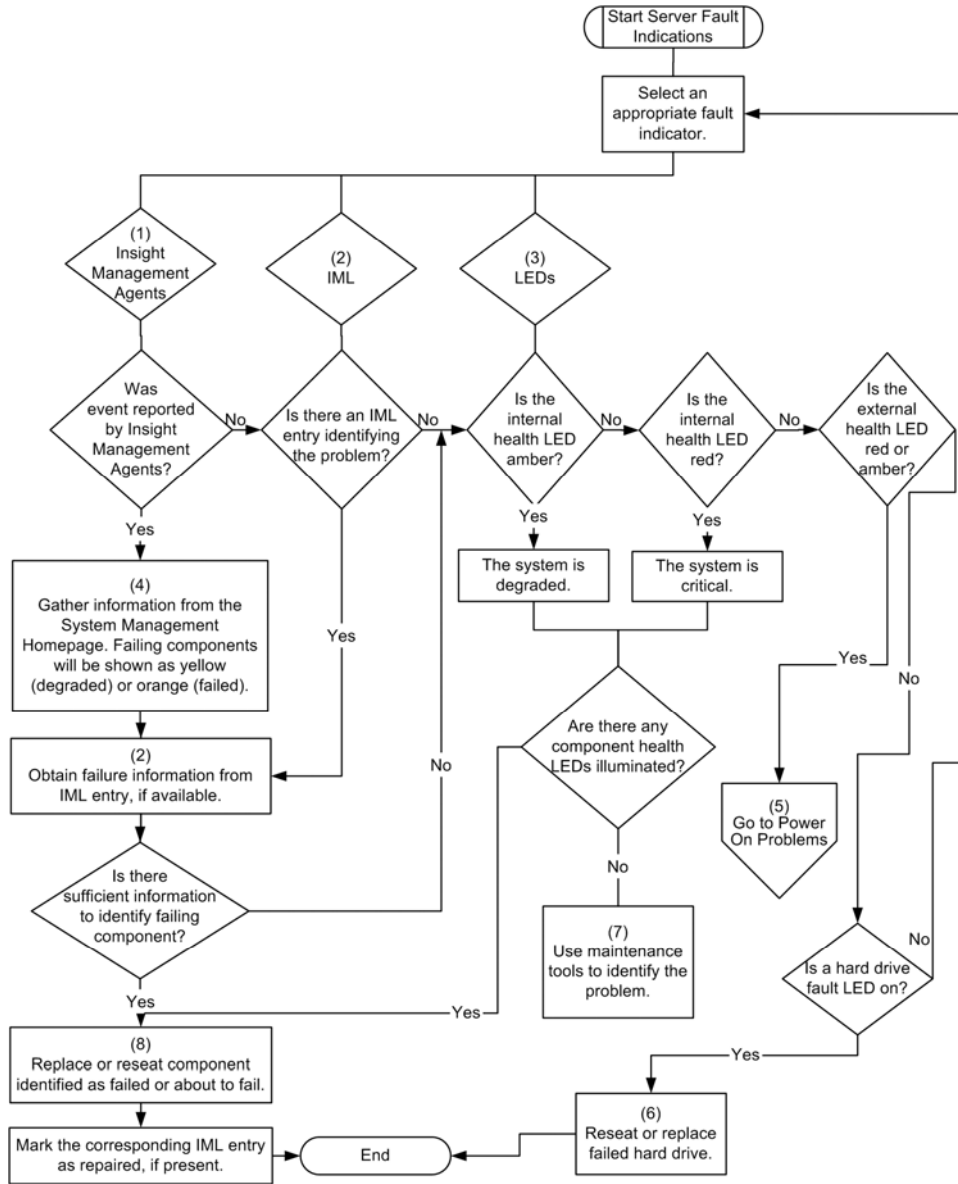 Start Server Fault
Indications
Select an
appropriate fault
indicator.
(1)
Insight
Management
Agents
(2)
IML
(3)
LEDs
Was
event reported
by Insight
Management
Agents?
No
Is there an IML
entry identifying
the problem?
No
Is the
internal
health LED
amber?
No
Is the
internal
health LED
red?
No
Is the
external
health LED
red or
amber?
Yes
Yes
Yes
(4)
Gather information from the
System Management
Homepage. Failing components
will be shown as yellow
(degraded) or orange (failed).
The system is
degraded.
The system is
critical.
Yes
Yes
No
Are there any
component health
LEDs illuminated?
No
(2)
Obtain failure information from
IML entry, if available.
(5)
Go to Power
On Problems
Is there
sufficient information
to identify failing
component?
No
(7)
Use maintenance
tools to identify the
problem.
No
Is a hard drive
fault LED on?
Yes
Yes
Yes
(8)
Replace or reseat component
identified as failed or about to fail.
(6)
Reseat or replace
failed hard drive.
Mark the corresponding IML entry
as repaired, if present.
End